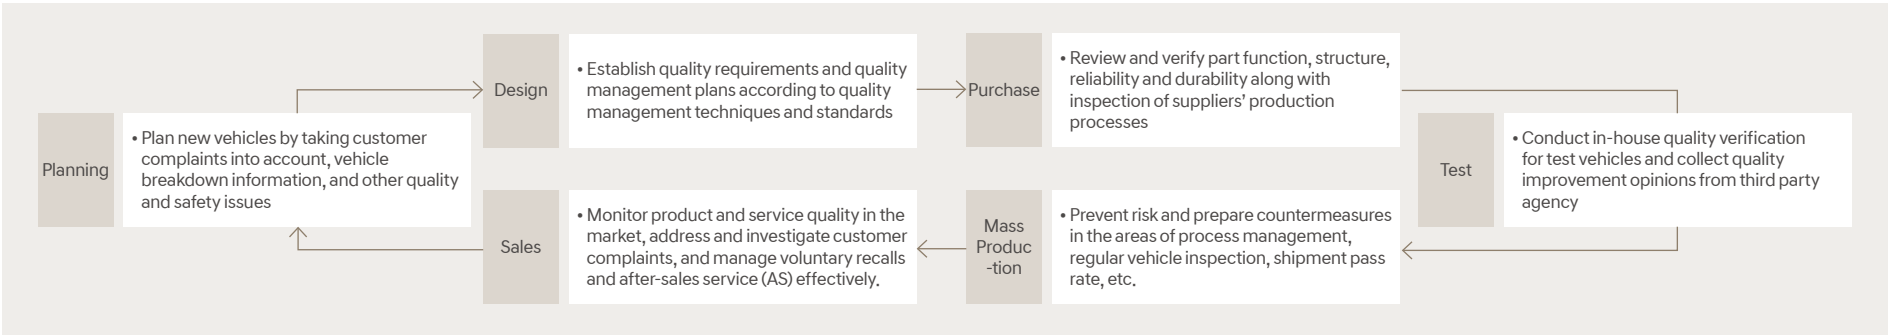 Planning
• Plan new vehicles by taking customer
complaints into account, vehicle
breakdown information, and other quality
and safety issues
Design
• Establish quality requirements and quality
management plans according to quality
management techniques and standards
Purchase
• Review and verify part function, structure,
reliability and durability along with
inspection of suppliers’ production
processes
Test
• Conduct in-house quality verification
for test vehicles and collect quality
improvement opinions from third party
agency
Mass
Produc
-tion
• Prevent risk and prepare countermeasures
in the areas of process management,
regular vehicle inspection, shipment pass
rate, etc.
Sales
• Monitor product and service quality in the
market, address and investigate customer
complaints, and manage voluntary recalls
and after-sales service (AS) effectively.